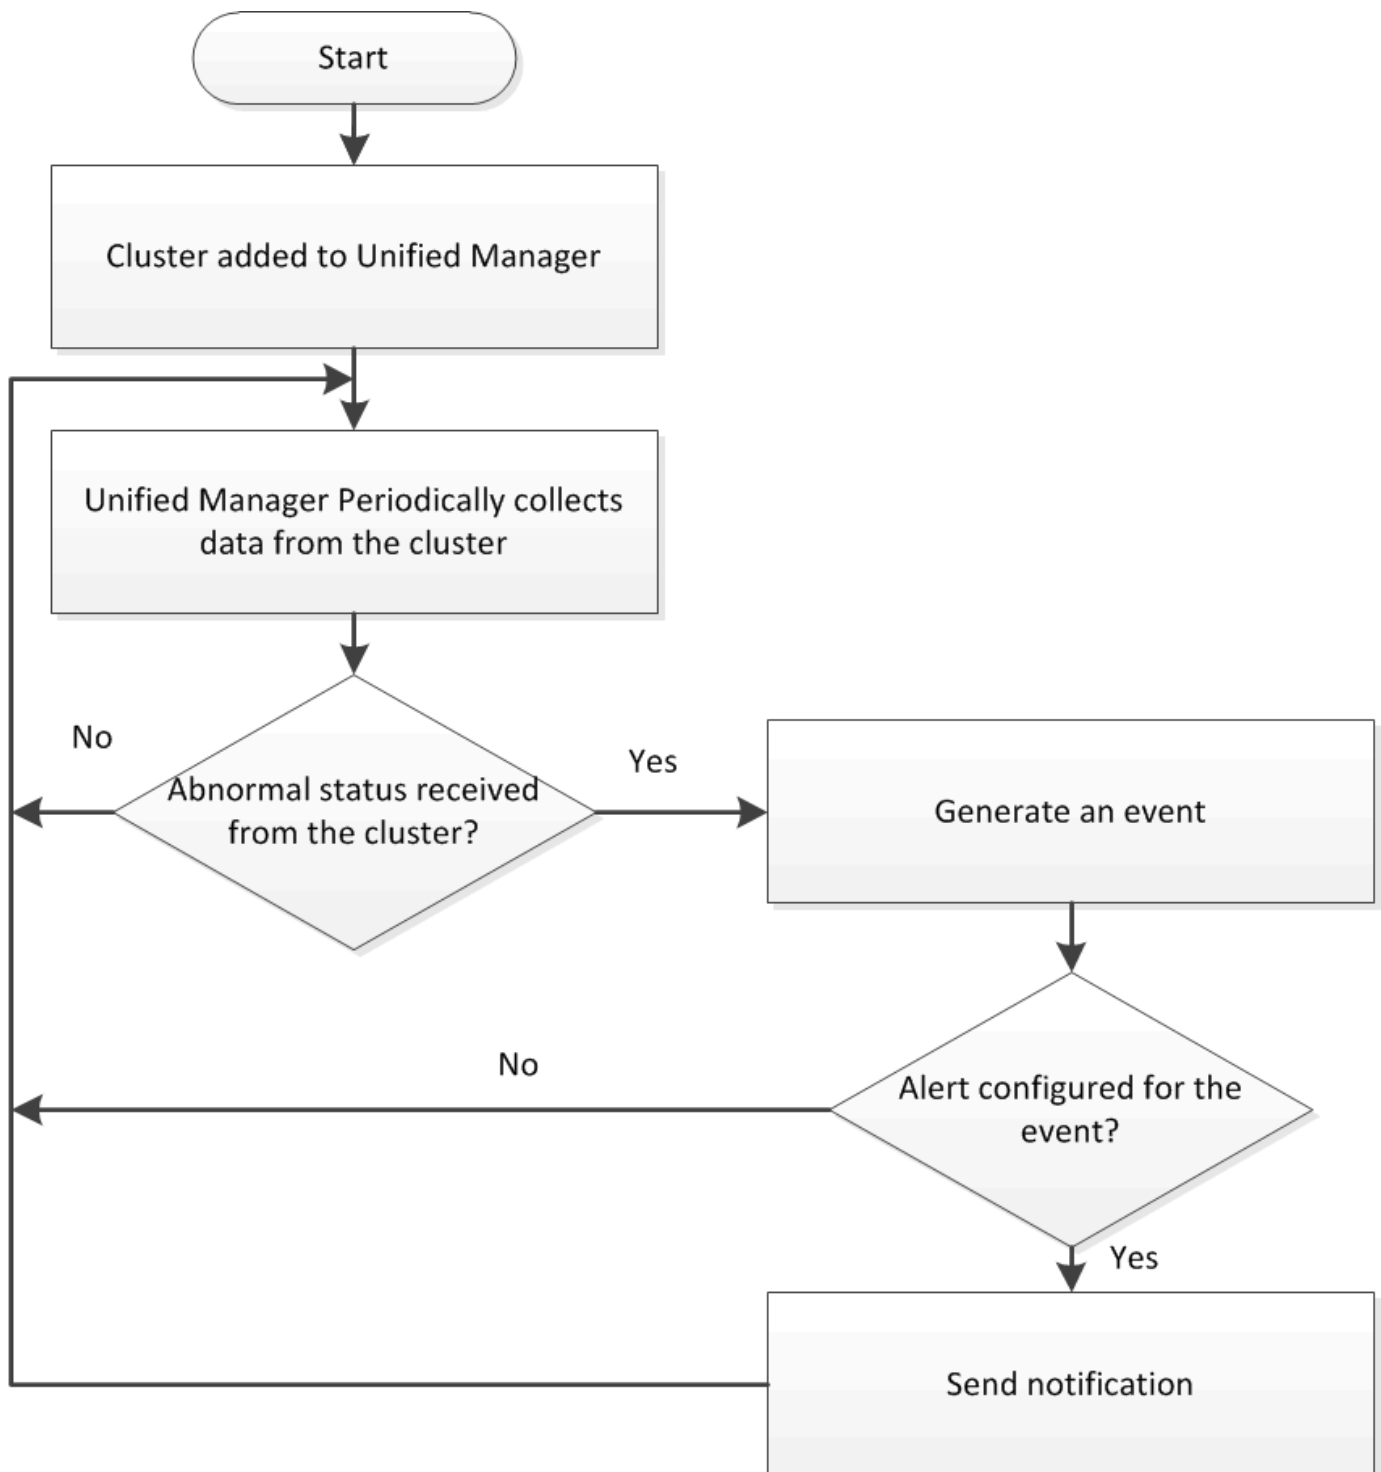 Start
Cluster added to Unified Manager
Unified Manager Periodically collects
data from the cluster
No
Abnormal status received
from the cluster?
Yes
Generate an event
No
Alert configured for the
event?
Yes
Send notification